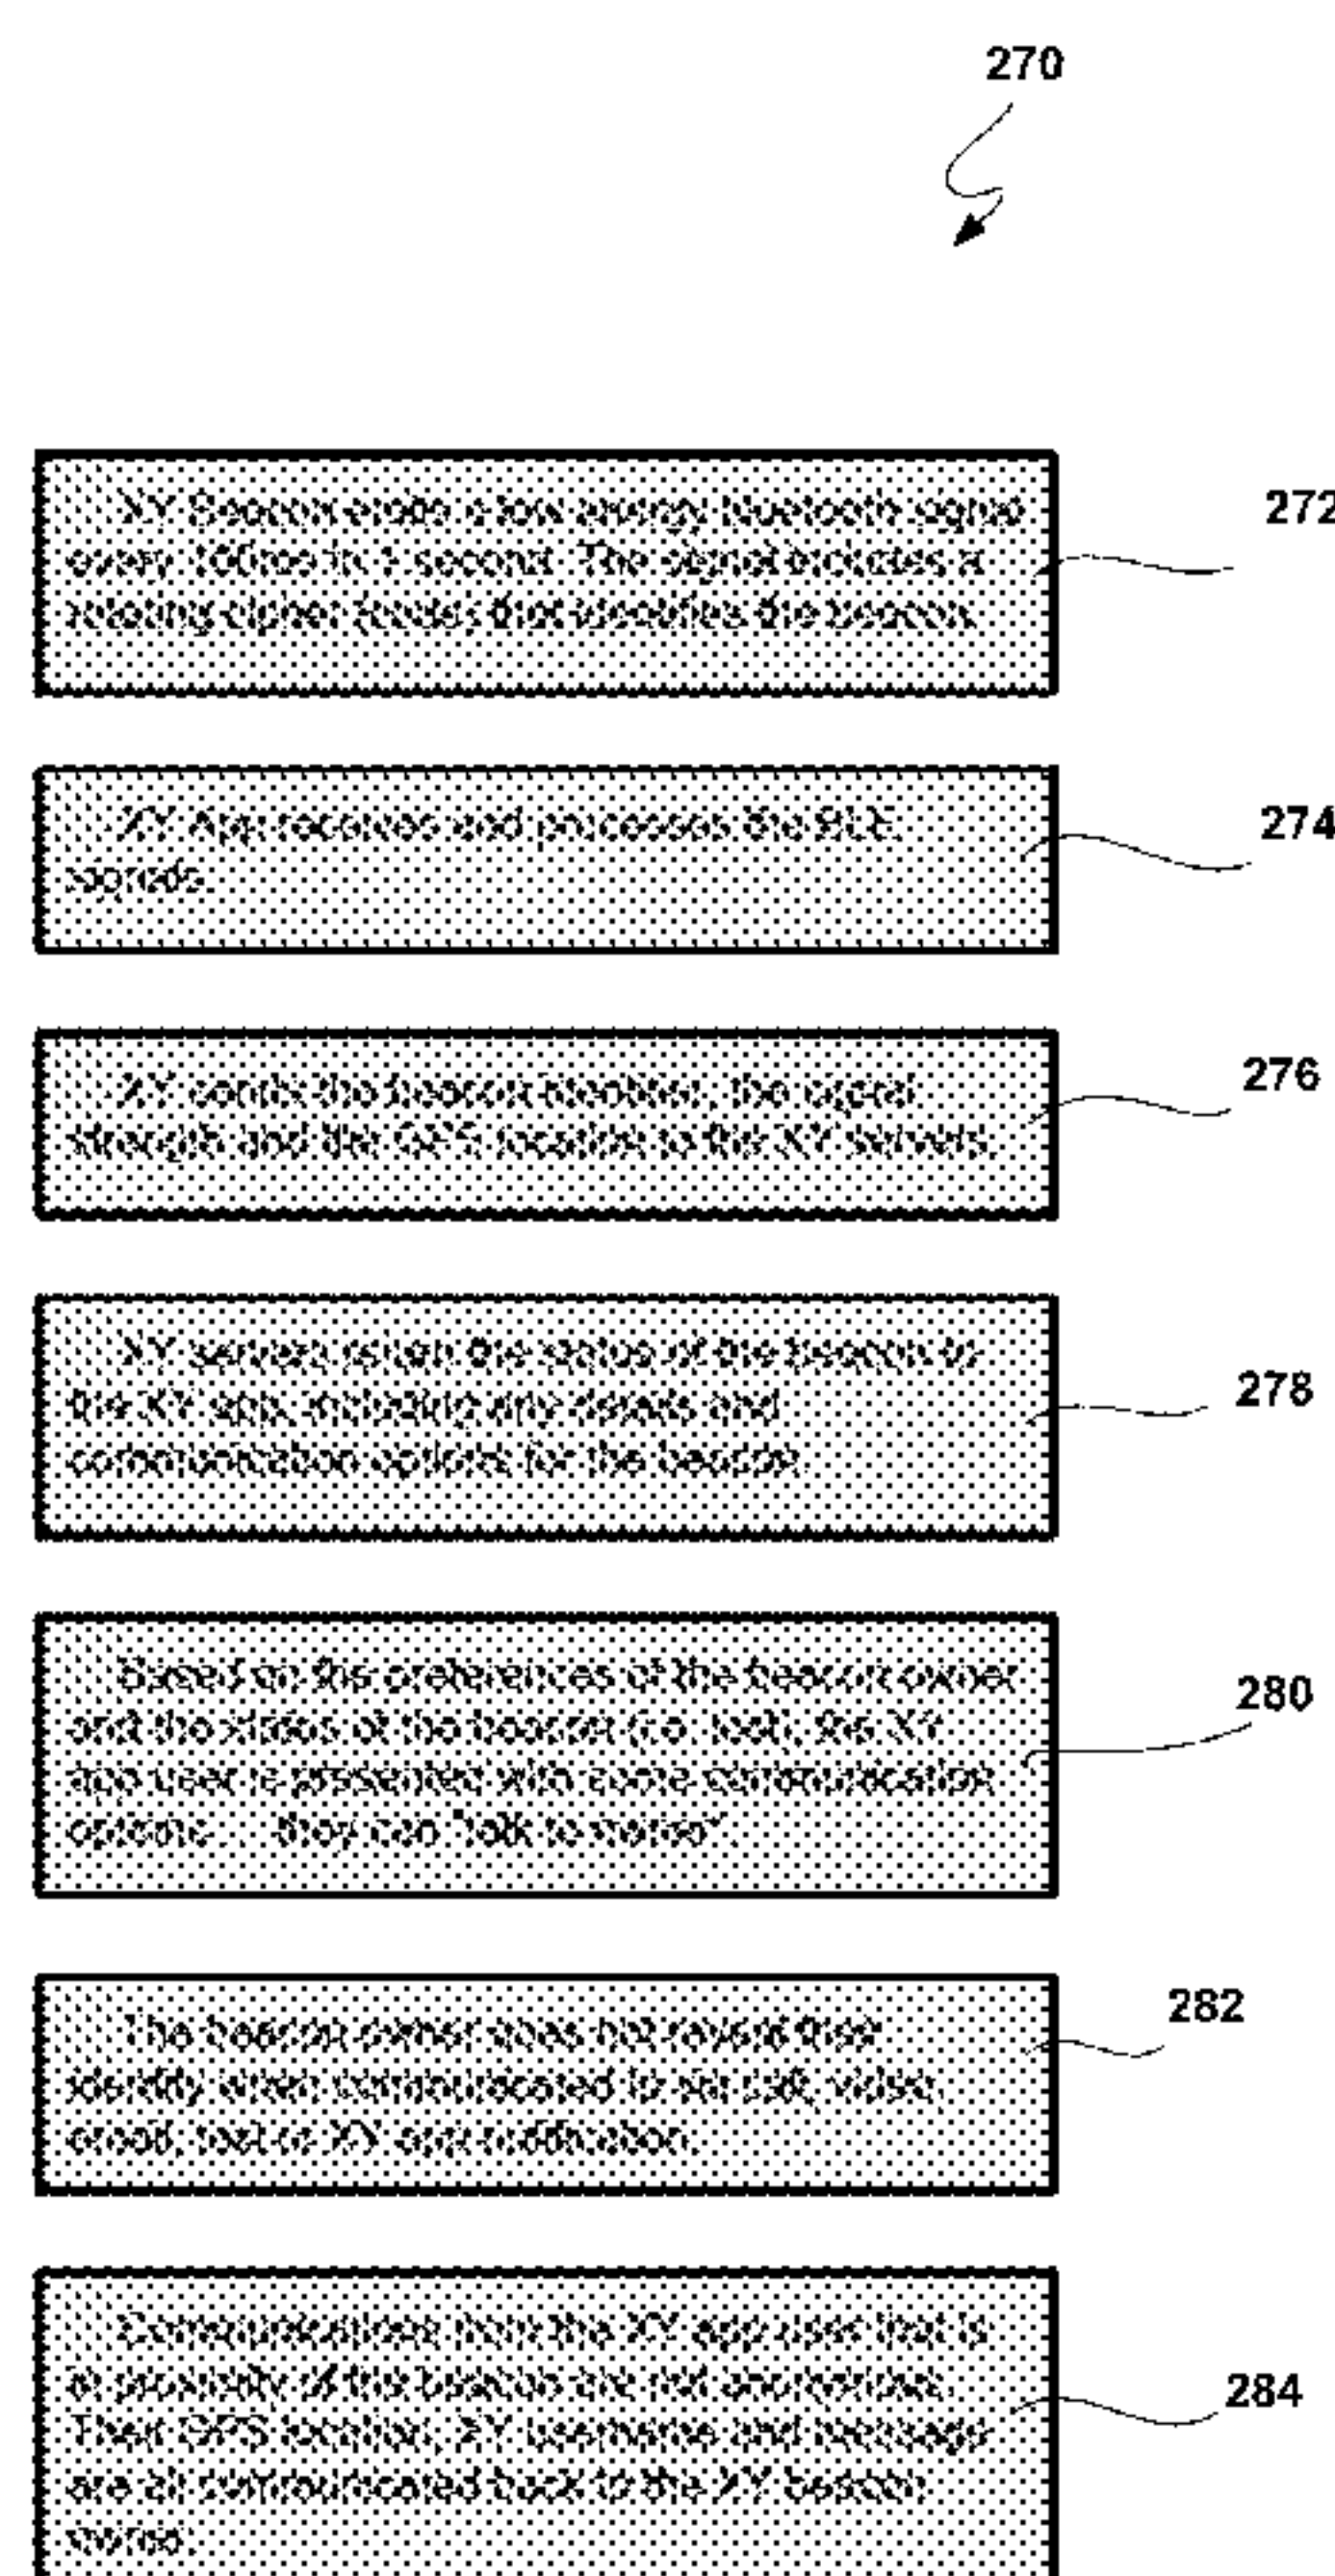 270
XY Beacon emits a low energy bluetooth signal
every 100ms to 1 second. The signal includes a
rotating cipher that identifies the beacon.
272
XY App receives and processes the BLE
signals.
274
XY sends the beacon identifier, the signal
strength and the GPS location to the XY servers.
276
XY servers return the status of the beacon to
the XY app, including any details and
communication options for the beacon.
278
Based on the preferences of the beacon owner
and the status of the beacon (i.e. lost), the XY
app user is presented with some communication
options . . . they can "talk to owner".
280
The beacon owner does not reveal their
identity when communicated to via call, video,
email, text or XY app notification.
282
Communications from the XY app user that is
in proximity of the beacon are not anonymous.
Their GPS location, XY username and message
are all communicated back to the XY beacon
owner.
284